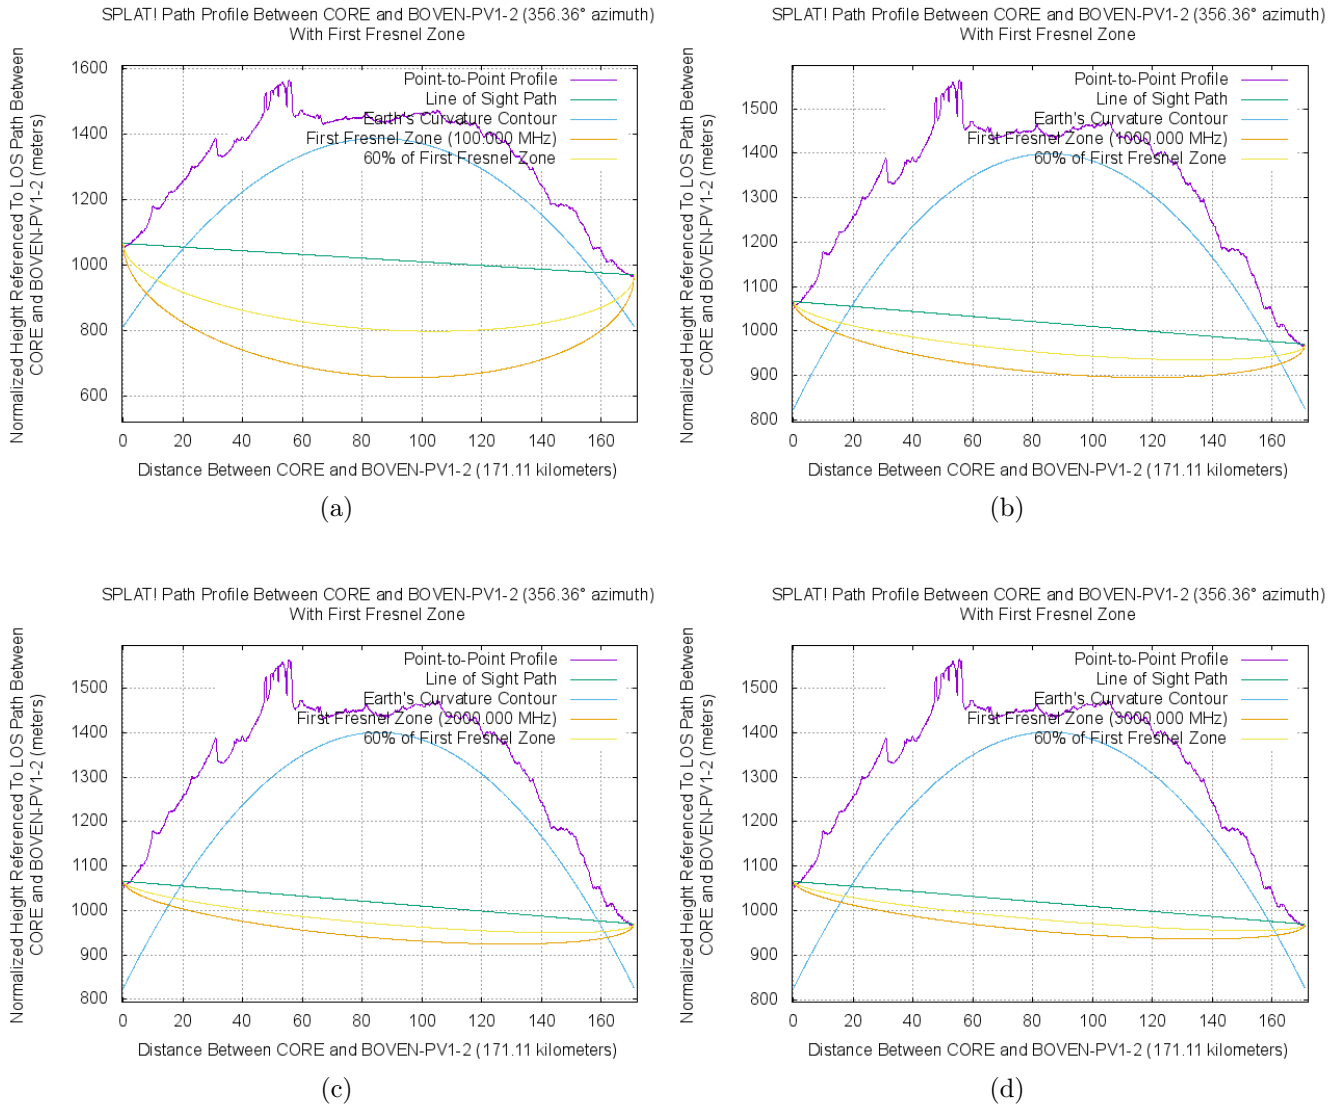 SPLAT! Path Profile Between CORE and BOVEN-PV1-2 (356.36° azimuth)
With First Fresnel Zone
Normalized Height Referenced To LOS Path Between
CORE and BOVEN-PV1-2 (meters)
1600
1400
1200
1000
800
600
Point-to-Point Profile
Line of Sight Path
Earth's Curvature Contour
First Fresnel Zone (100.000 MHz)
60% of First Fresnel Zone
0 20 40 60 80 100 120 140 160
Distance Between CORE and BOVEN-PV1-2 (171.11 kilometers)
(a)
SPLAT! Path Profile Between CORE and BOVEN-PV1-2 (356.36° azimuth)
With First Fresnel Zone
Normalized Height Referenced To LOS Path Between
CORE and BOVEN-PV1-2 (meters)
1500
1400
1300
1200
1100
1000
900
800
Point-to-Point Profile
Line of Sight Path
Earth's Curvature Contour
First Fresnel Zone (1000.000 MHz)
60% of First Fresnel Zone
0 20 40 60 80 100 120 140 160
Distance Between CORE and BOVEN-PV1-2 (171.11 kilometers)
(b)
SPLAT! Path Profile Between CORE and BOVEN-PV1-2 (356.36° azimuth)
With First Fresnel Zone
Normalized Height Referenced To LOS Path Between
CORE and BOVEN-PV1-2 (meters)
1500
1400
1300
1200
1100
1000
900
800
Point-to-Point Profile
Line of Sight Path
Earth's Curvature Contour
First Fresnel Zone (2000.000 MHz)
60% of First Fresnel Zone
0 20 40 60 80 100 120 140 160
Distance Between CORE and BOVEN-PV1-2 (171.11 kilometers)
(c)
SPLAT! Path Profile Between CORE and BOVEN-PV1-2 (356.36° azimuth)
With First Fresnel Zone
Normalized Height Referenced To LOS Path Between
CORE and BOVEN-PV1-2 (meters)
1500
1400
1300
1200
1100
1000
900
800
Point-to-Point Profile
Line of Sight Path
Earth's Curvature Contour
First Fresnel Zone (3000.000 MHz)
60% of First Fresnel Zone
0 20 40 60 80 100 120 140 160
Distance Between CORE and BOVEN-PV1-2 (171.11 kilometers)
(d)